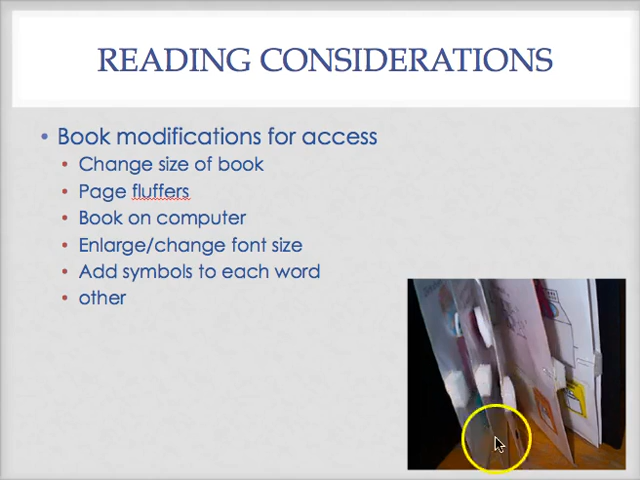 READING CONSIDERATIONS
• Book modifications for access
• Change size of book
• Page fluffers
• Book on computer
• Enlarge/change font size
• Add symbols to each word
• other